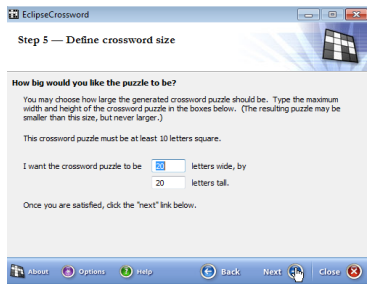 EclipseCrossword
Step 5 — Define crossword size
How big would you like the puzzle to be?
You may choose how large the generated crossword puzzle should be. Type the maximum
width and height of the crossword puzzle in the boxes below. (The resulting puzzle may be
smaller than this size, but never larger.)
This crossword puzzle must be at least 10 letters square.
I want the crossword puzzle to be 20 letters wide, by
20 letters tall.
Once you are satisfied, click the "next" link below.
About Options Help Back Next Close